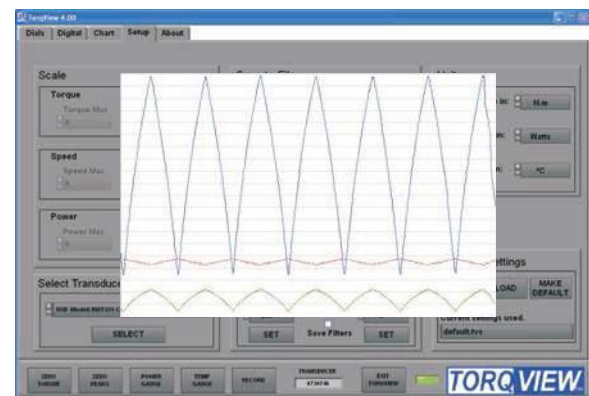 TorqView 4.00
Dials Digital Chart Setup About
Scale
Torque
Torque Max
Speed
Speed Max
Power
Power Max
Select Transduce
SELECT
SET Save Filters SET
in: N.m
Watts
°C
ettings
LOAD MAKE DEFAULT
Current settings used.
default.tvs
ZERO TORQUE ZERO PEAKS POWER GAUGE TEMP GAUGE RECORD TRANSDUCER EXIT TORQVIEW
TORQVIEW